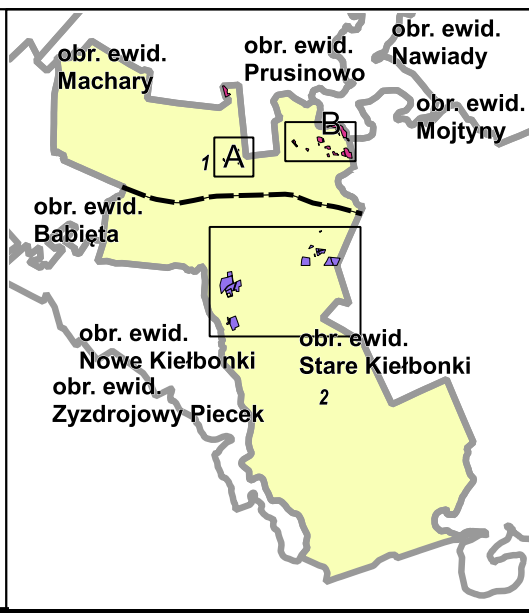 obr. ewid.
Nawiady
obr. ewid.
Prusinowo
obr. ewid.
Machary
obr. ewid.
Mojtyny
B
1
A
obr. ewid.
Babięta
obr. ewid.
Nowe Kiełbonki
obr. ewid.
Stare Kiełbonki
obr. ewid.
Zyzdrojowy Piecek
2